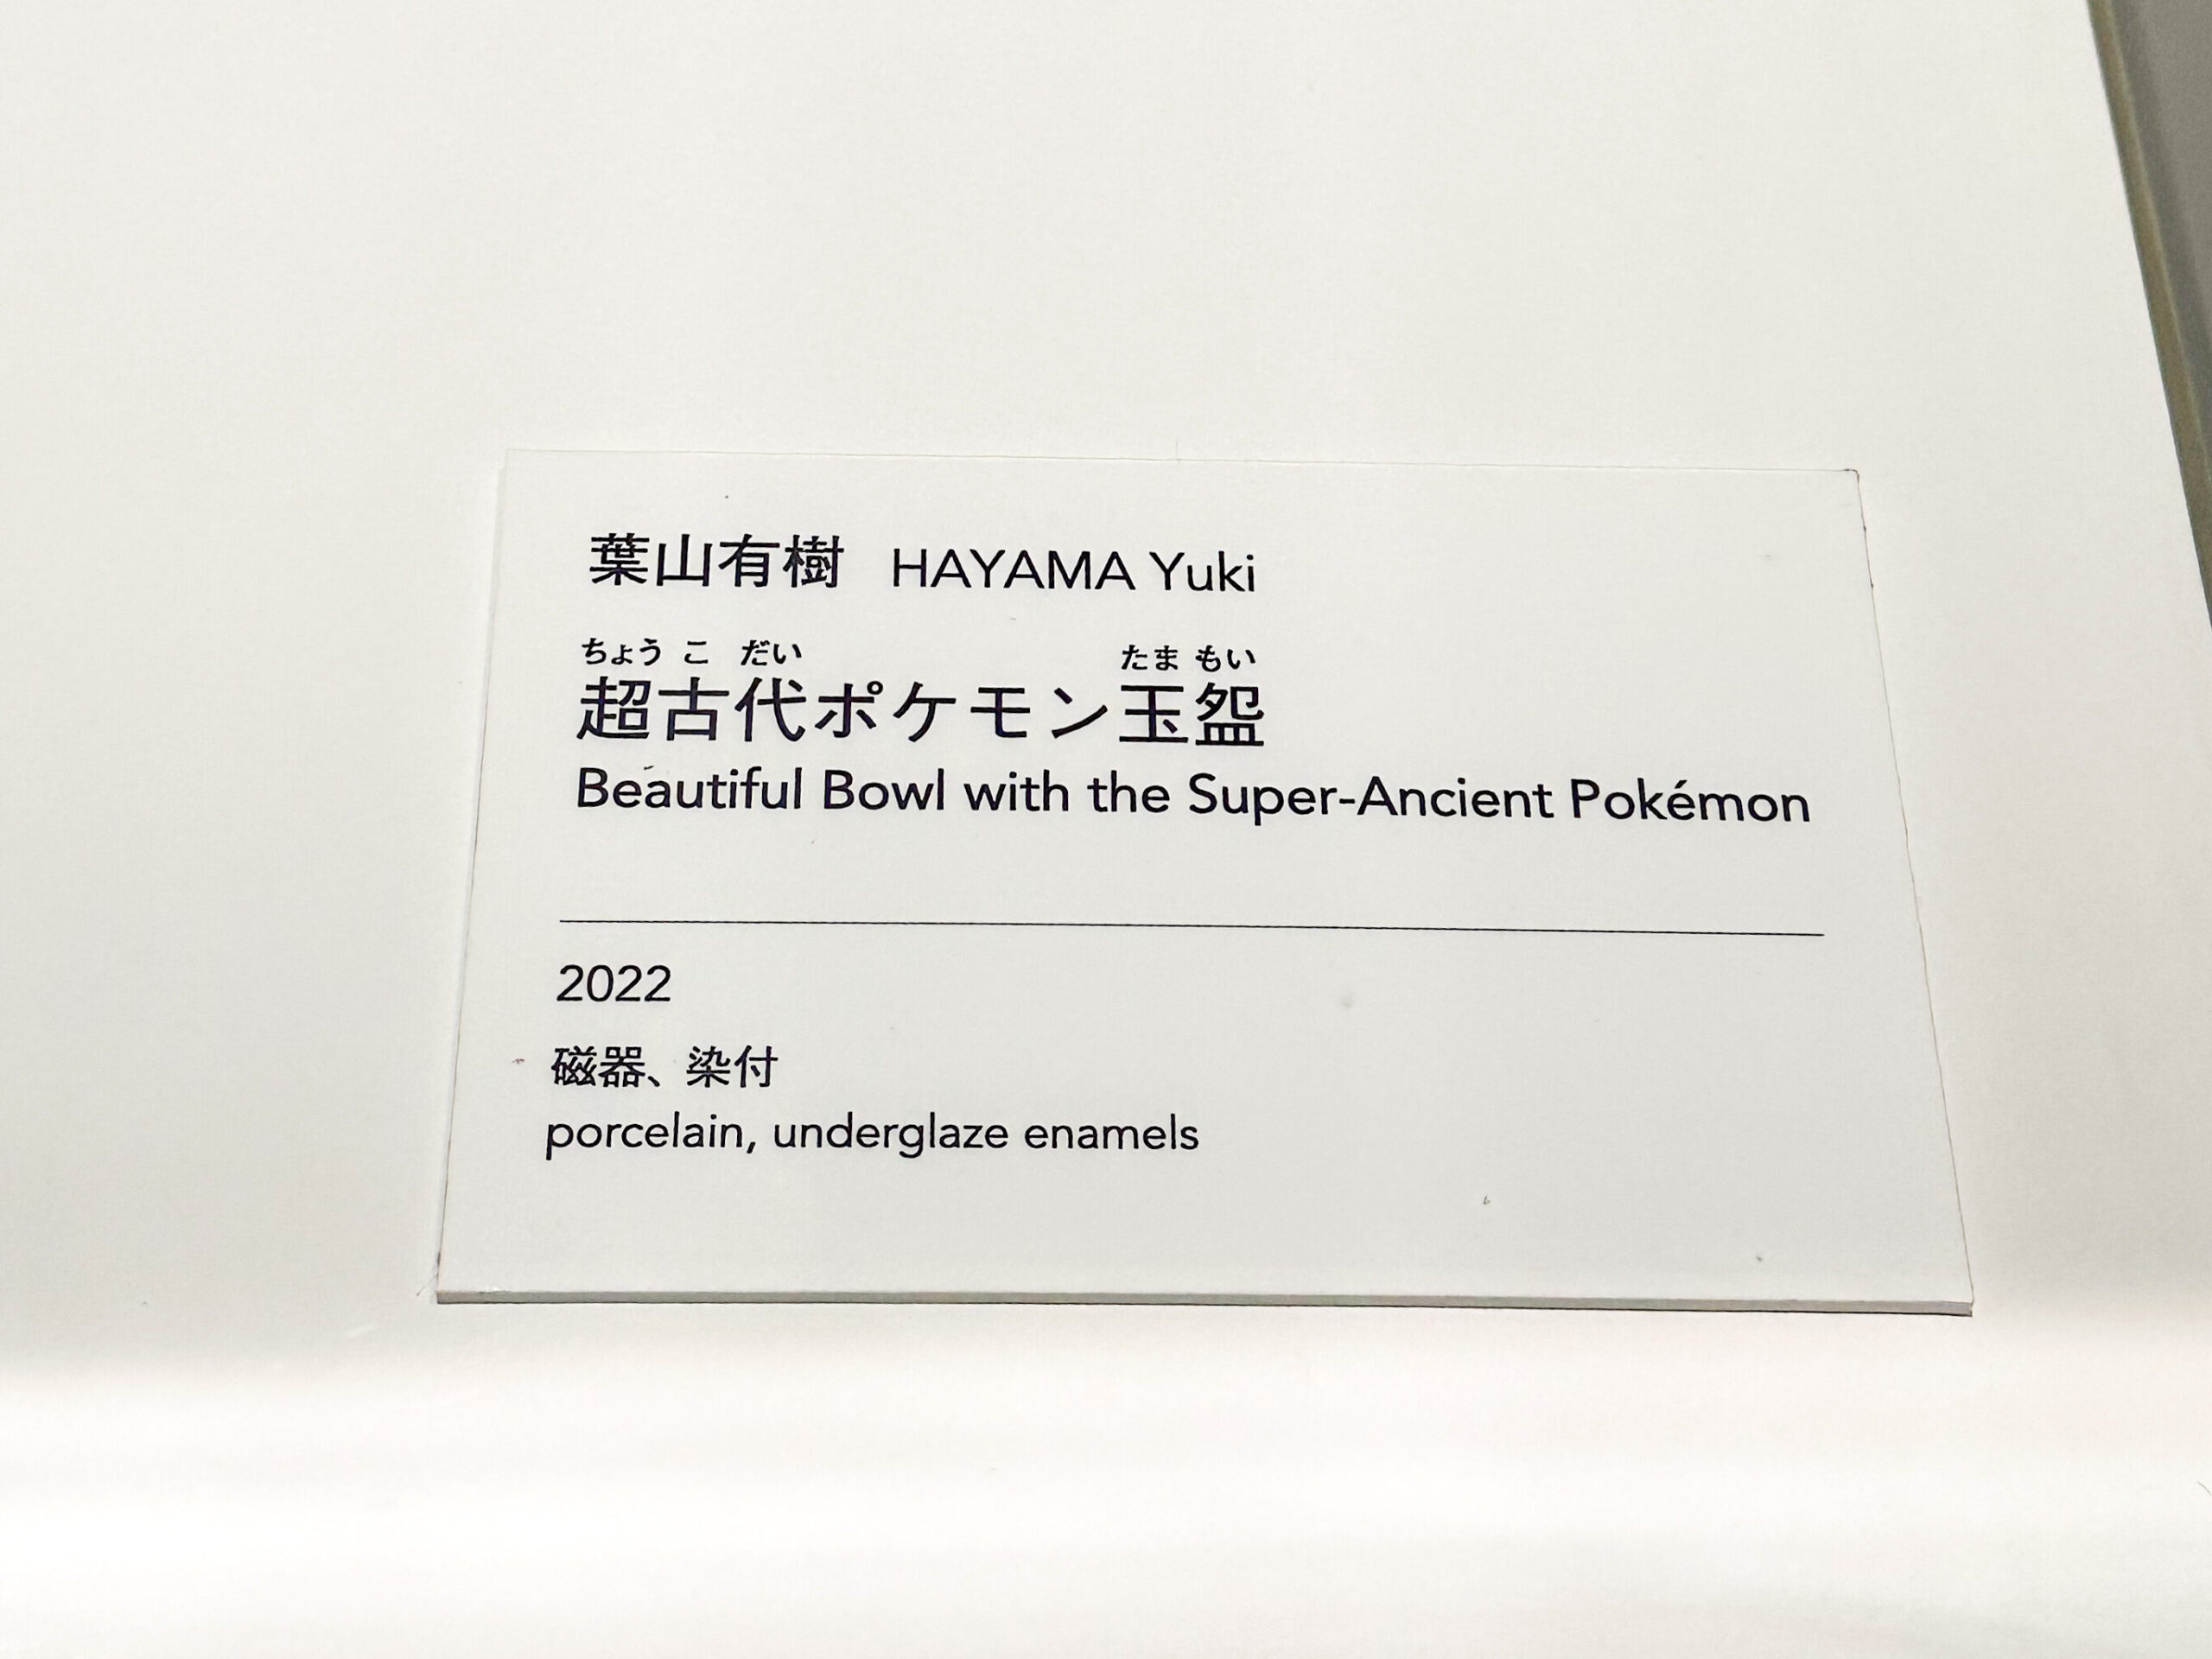 葉山有樹 HAYAMA Yuki
ちょう こ だい たま もい
超古代ポケモン玉盌
Beautiful Bowl with the Super-Ancient Pokémon
2022
磁器、染付
porcelain, underglaze enamels